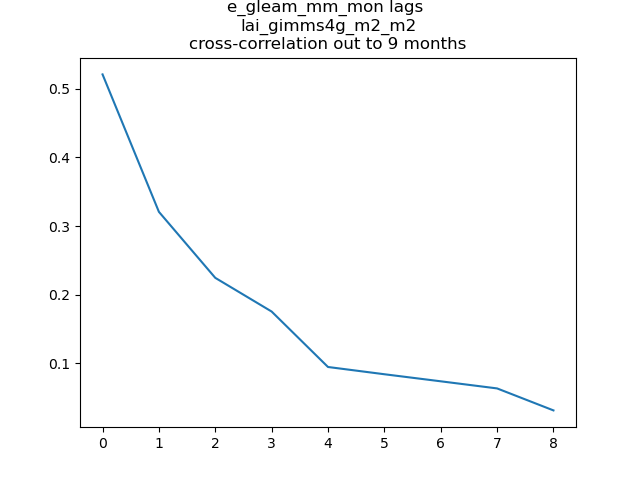 e_gleam_mm_mon lags
lai_gimms4g_m2_m2
cross-correlation out to 9 months
0.5
0.4
0.3
0.2
0.1
0 1 2 3 4 5 6 7 8